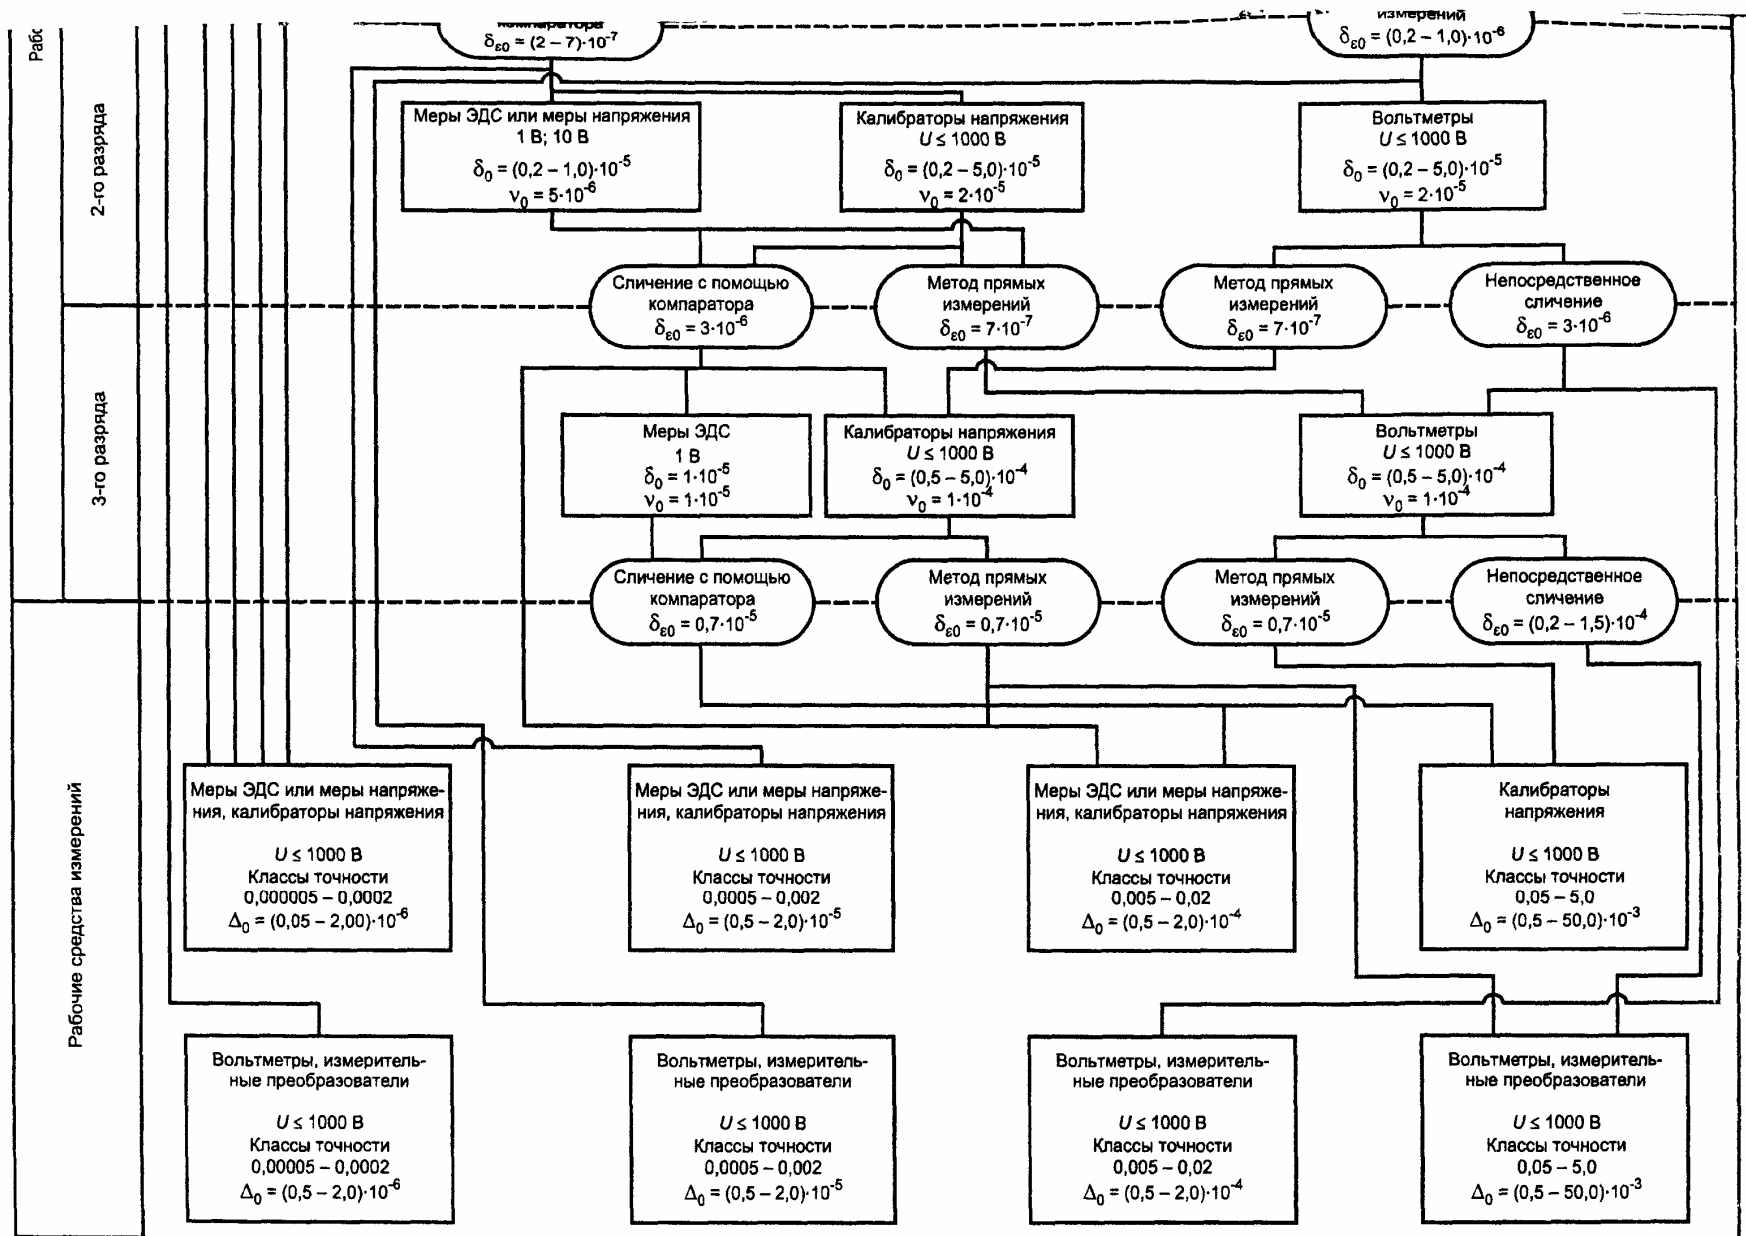 компаратора
δε0 = (2 – 7)·10-7
измерений
δε0 = (0,2 – 1,0)·10-6
2-го разряда
Меры ЭДС или меры напряжения
1 В; 10 В
δ0 = (0,2 – 1,0)·10-5
ν0 = 5·10-6
Калибраторы напряжения
U ≤ 1000 В
δ0 = (0,2 – 5,0)·10-5
ν0 = 2·10-5
Вольтметры
U ≤ 1000 В
δ0 = (0,2 – 5,0)·10-5
ν0 = 2·10-5
Сличение с помощью
компаратора
δε0 = 3·10-6
Метод прямых
измерений
δε0 = 7·10-7
Метод прямых
измерений
δε0 = 7·10-7
Непосредственное
сличение
δε0 = 3·10-6
3-го разряда
Меры ЭДС
1 В
δ0 = 1·10-5
ν0 = 1·10-5
Калибраторы напряжения
U ≤ 1000 В
δ0 = (0,5 – 5,0)·10-4
ν0 = 1·10-4
Вольтметры
U ≤ 1000 В
δ0 = (0,5 – 5,0)·10-4
ν0 = 1·10-4
Сличение с помощью
компаратора
δε0 = 0,7·10-5
Метод прямых
измерений
δε0 = 0,7·10-5
Метод прямых
измерений
δε0 = 0,7·10-5
Непосредственное
сличение
δε0 = (0,2 – 1,5)·10-4
Рабочие средства измерений
Меры ЭДС или меры напряже-
ния, калибраторы напряжения
U ≤ 1000 В
Классы точности
0,000005 – 0,0002
Δ0 = (0,05 – 2,00)·10-6
Меры ЭДС или меры напряже-
ния, калибраторы напряжения
U ≤ 1000 В
Классы точности
0,0005 – 0,002
Δ0 = (0,5 – 2,0)·10-5
Меры ЭДС или меры напряже-
ния, калибраторы напряжения
U ≤ 1000 В
Классы точности
0,005 – 0,02
Δ0 = (0,5 – 2,0)·10-4
Калибраторы
напряжения
U ≤ 1000 В
Классы точности
0,05 – 5,0
Δ0 = (0,5 – 50,0)·10-3
Вольтметры, измеритель-
ные преобразователи
U ≤ 1000 В
Классы точности
0,00005 – 0,0002
Δ0 = (0,5 – 2,0)·10-6
Вольтметры, измеритель-
ные преобразователи
U ≤ 1000 В
Классы точности
0,0005 – 0,002
Δ0 = (0,5 – 2,0)·10-5
Вольтметры, измеритель-
ные преобразователи
U ≤ 1000 В
Классы точности
0,005 – 0,02
Δ0 = (0,5 – 2,0)·10-4
Вольтметры, измеритель-
ные преобразователи
U ≤ 1000 В
Классы точности
0,05 – 5,0
Δ0 = (0,5 – 50,0)·10-3